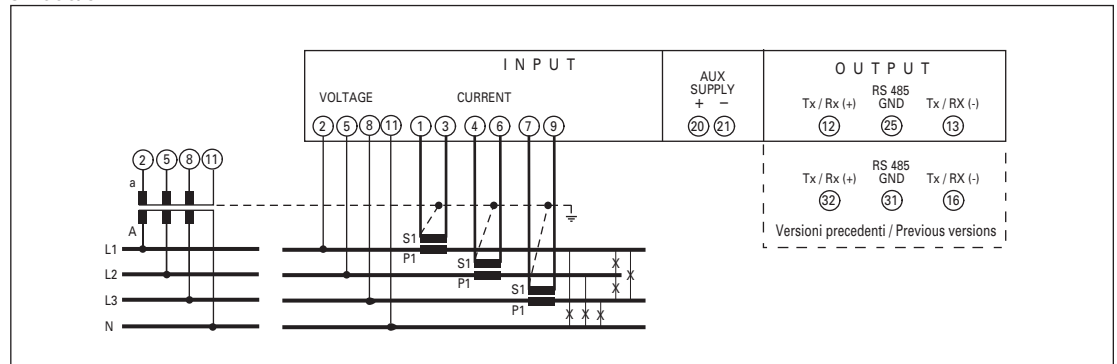 INPUT
VOLTAGE CURRENT
2 5 8 11 1 3 4 6 7 9
AUX
SUPPLY
+ –
20 21
OUTPUT
RS 485
Tx / Rx (+) GND Tx / RX (-)
12 25 13
RS 485
Tx / Rx (+) GND Tx / RX (-)
32 31 16
Versioni precedenti / Previous versions
2 5 8 11
a
A
L1
L2
L3
N
S1
P1
S1
P1
S1
P1